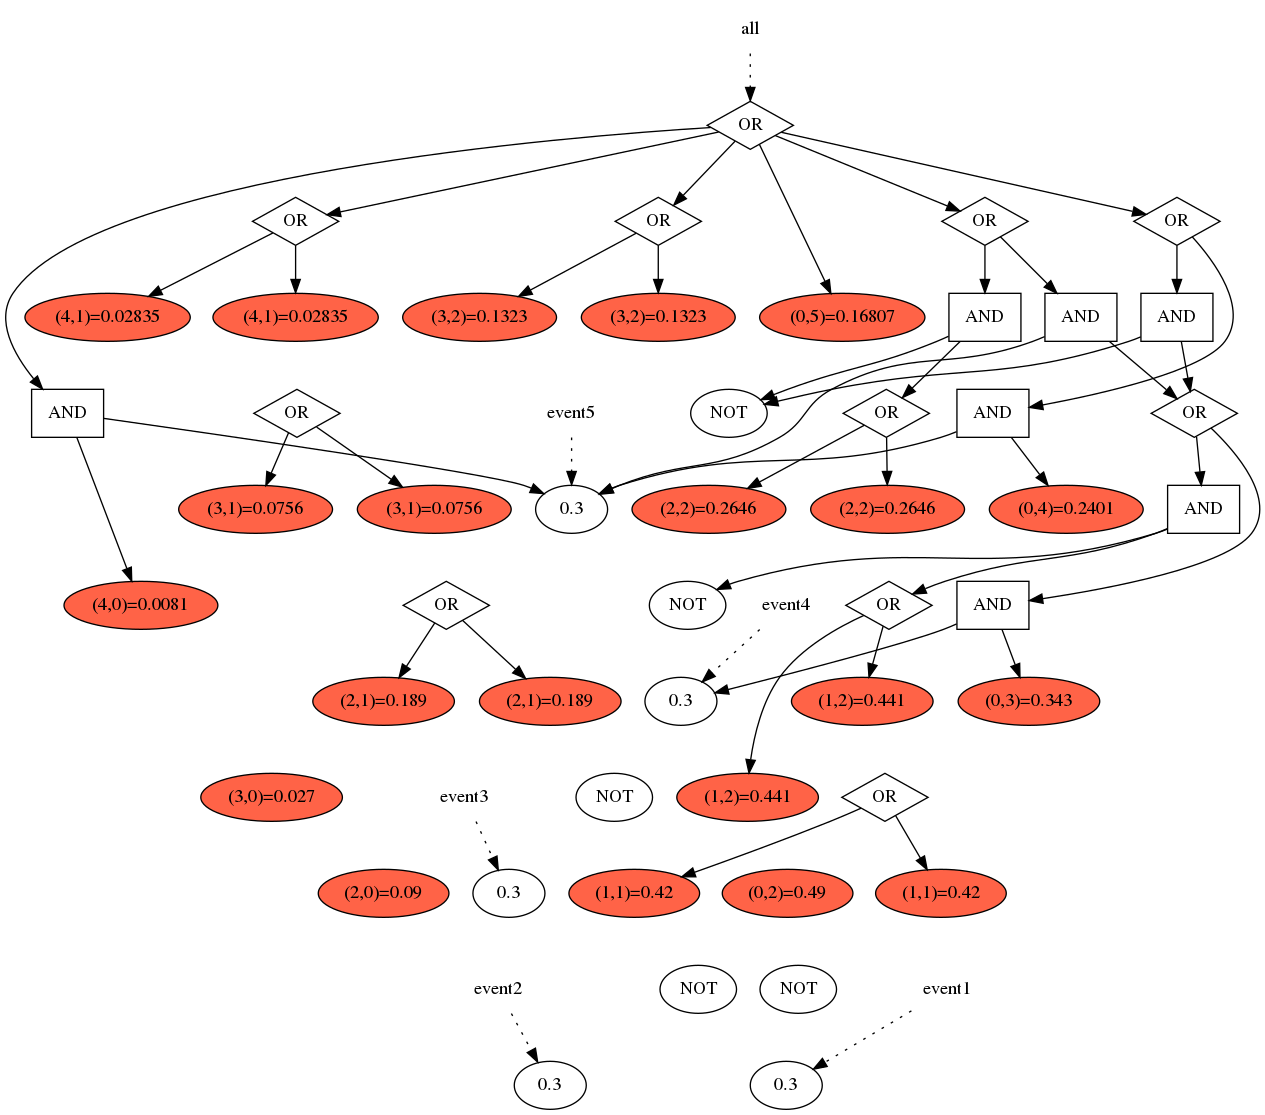 all
OR
OR
OR
OR
OR
(4,1)=0.02835
(4,1)=0.02835
(3,2)=0.1323
(3,2)=0.1323
(0,5)=0.16807
AND
AND
AND
AND
OR
event5
NOT
OR
AND
OR
(3,1)=0.0756
(3,1)=0.0756
0.3
(2,2)=0.2646
(2,2)=0.2646
(0,4)=0.2401
AND
(4,0)=0.0081
OR
NOT
event4
OR
AND
(2,1)=0.189
(2,1)=0.189
0.3
(1,2)=0.441
(0,3)=0.343
(3,0)=0.027
event3
NOT
(1,2)=0.441
OR
(2,0)=0.09
0.3
(1,1)=0.42
(0,2)=0.49
(1,1)=0.42
event2
NOT
NOT
event1
0.3
0.3